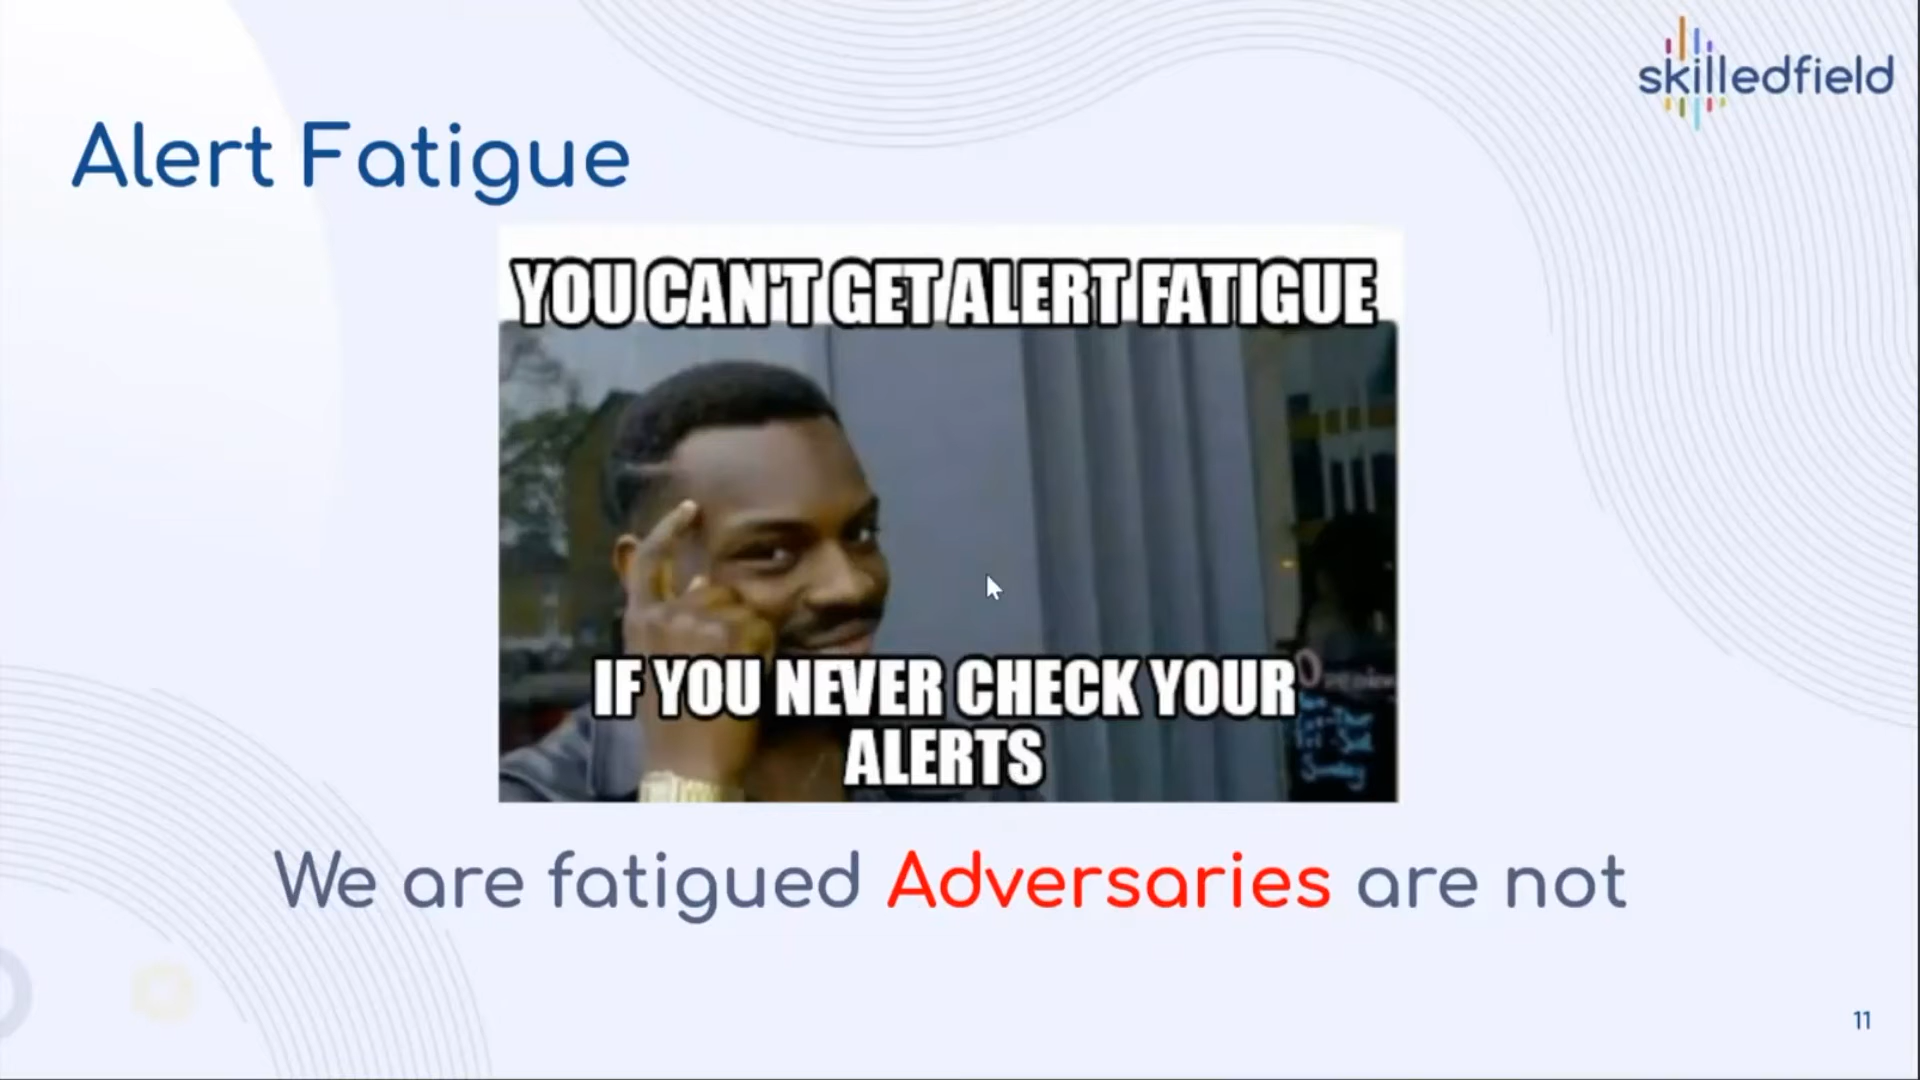 skilledfield
Alert Fatigue
YOU CAN'T GET ALERT FATIGUE
IF YOU NEVER CHECK YOUR
ALERTS
Sunday
We are fatigued Adversaries are not
11